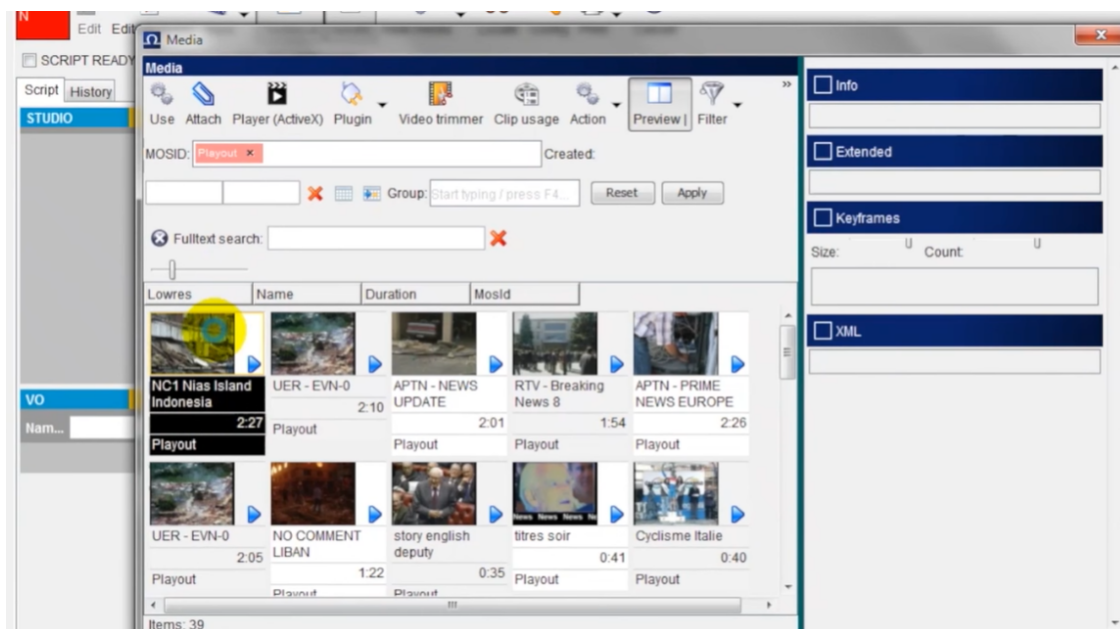 N
Edit Edit
Media
SCRIPT READY
Script History
STUDIO
VO
Nam...
Media
Use Attach Player (ActiveX) Plugin Video trimmer Clip usage Action Preview | Filter
MOSID: Playout × Created:
Group: Start typing / press F4... Reset Apply
Fulltext search:
Lowres Name Duration MosId
NC1 Nias Island Indonesia
2:27
Playout
UER - EVN-0
2:10
Playout
APTN - NEWS UPDATE
2:01
Playout
RTV - Breaking News 8
1:54
Playout
APTN - PRIME NEWS EUROPE
2:26
Playout
UER - EVN-0
2:05
Playout
NO COMMENT LIBAN
1:22
Playout
story english deputy
0:35
Playout
News News News
titres soir
0:41
Playout
Cyclisme Italie
0:40
Playout
Items: 39
Info
Extended
Keyframes
Size: Count:
XML